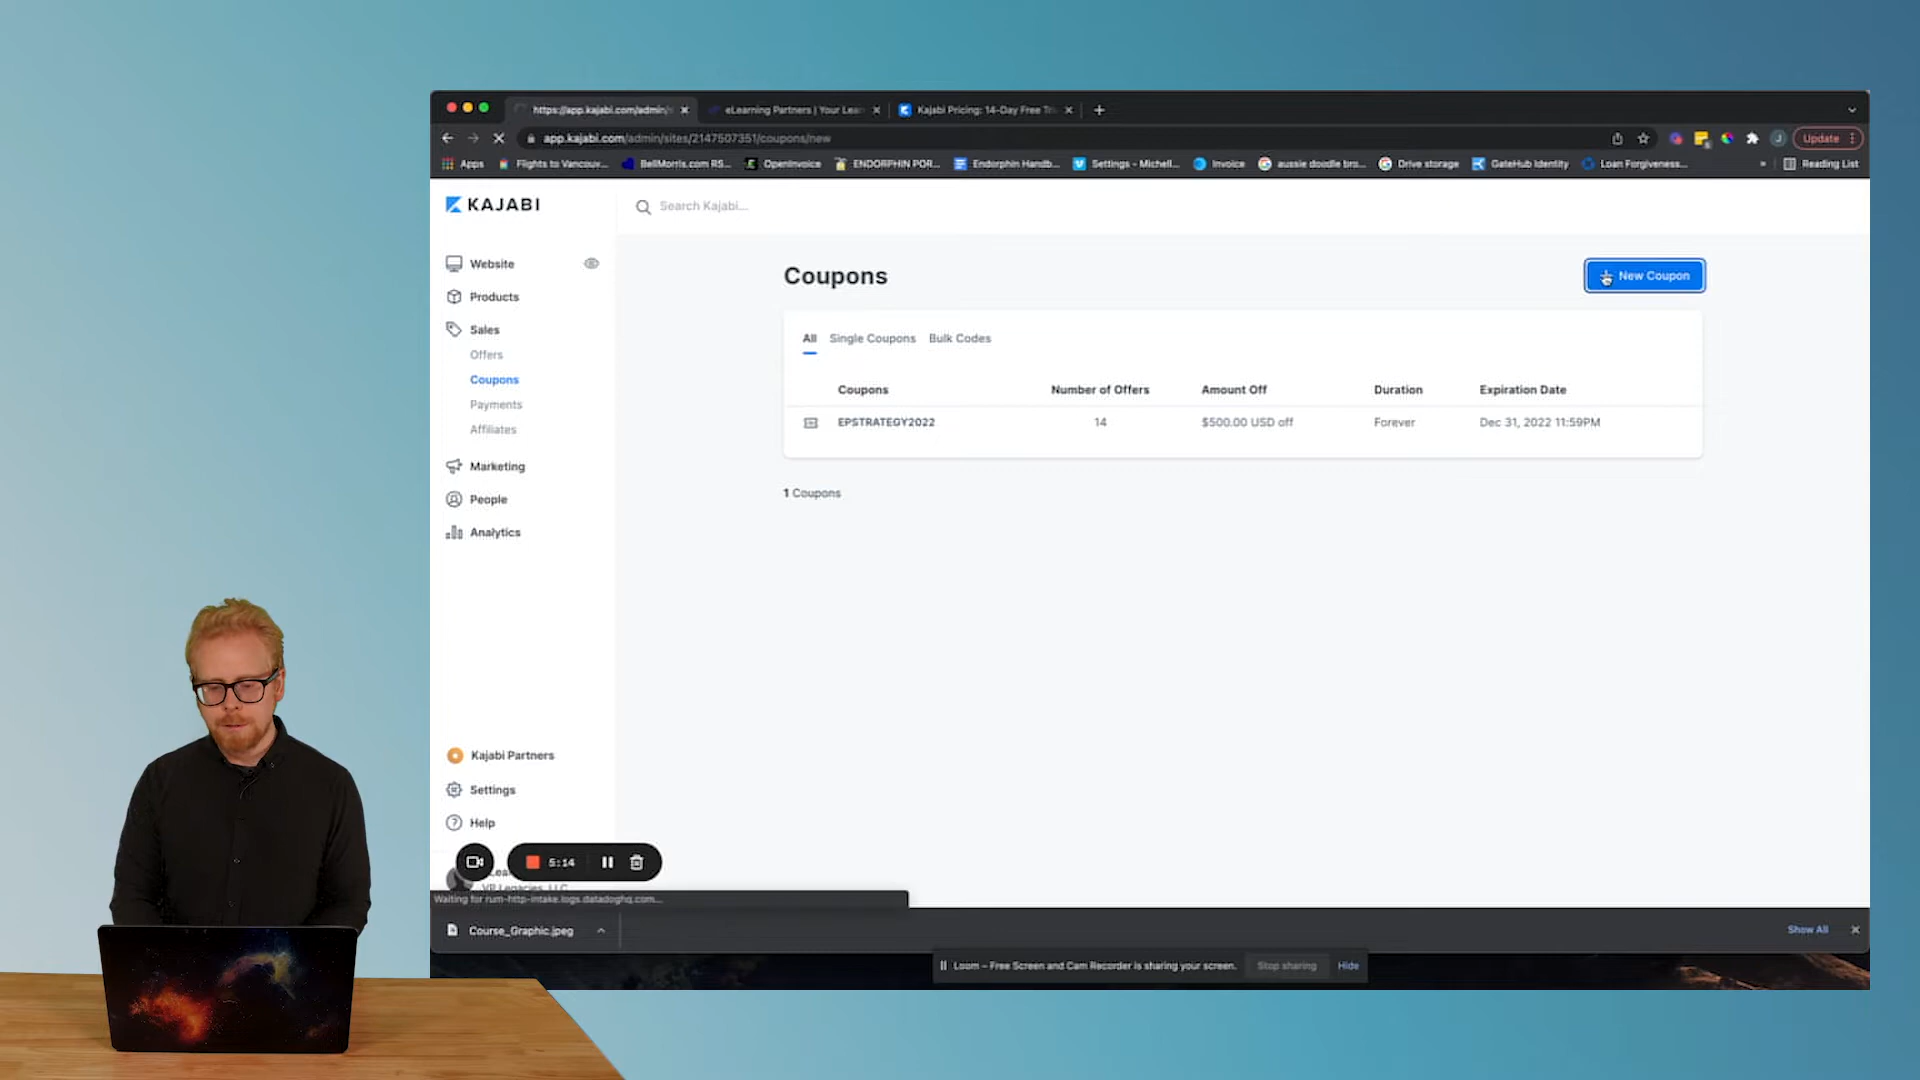 https://app.kajabi.com/admin/s
eLearning Partners | Your Lea
Kajabi Pricing: 14-Day Free Tr
app.kajabi.com/admin/sites/2147507351/coupons/new
Update
Apps
Flights to Vancouv...
BellMorris.com RS...
OpenInvoice
ENDORPHIN POR...
Endorphin Handb...
Settings – Michell...
Invoice
aussie doodle bro...
Drive storage
GateHub Identity
Loan Forgiveness...
»
Reading List
KAJABI
Search Kajabi...
Website
Products
Sales
Offers
Coupons
Payments
Affiliates
Marketing
People
Analytics
Kajabi Partners
Settings
Help
Coupons
New Coupon
All Single Coupons Bulk Codes
Coupons Number of Offers Amount Off Duration Expiration Date
EPSTRATEGY2022 14 $500.00 USD off Forever Dec 31, 2022 11:59PM
1 Coupons
5:14
VP Legacies, LLC
Waiting for rum-http-intake.logs.datadoghq.com...
Course_Graphic.jpeg
Show All
Loom – Free Screen and Cam Recorder is sharing your screen.
Stop sharing
Hide